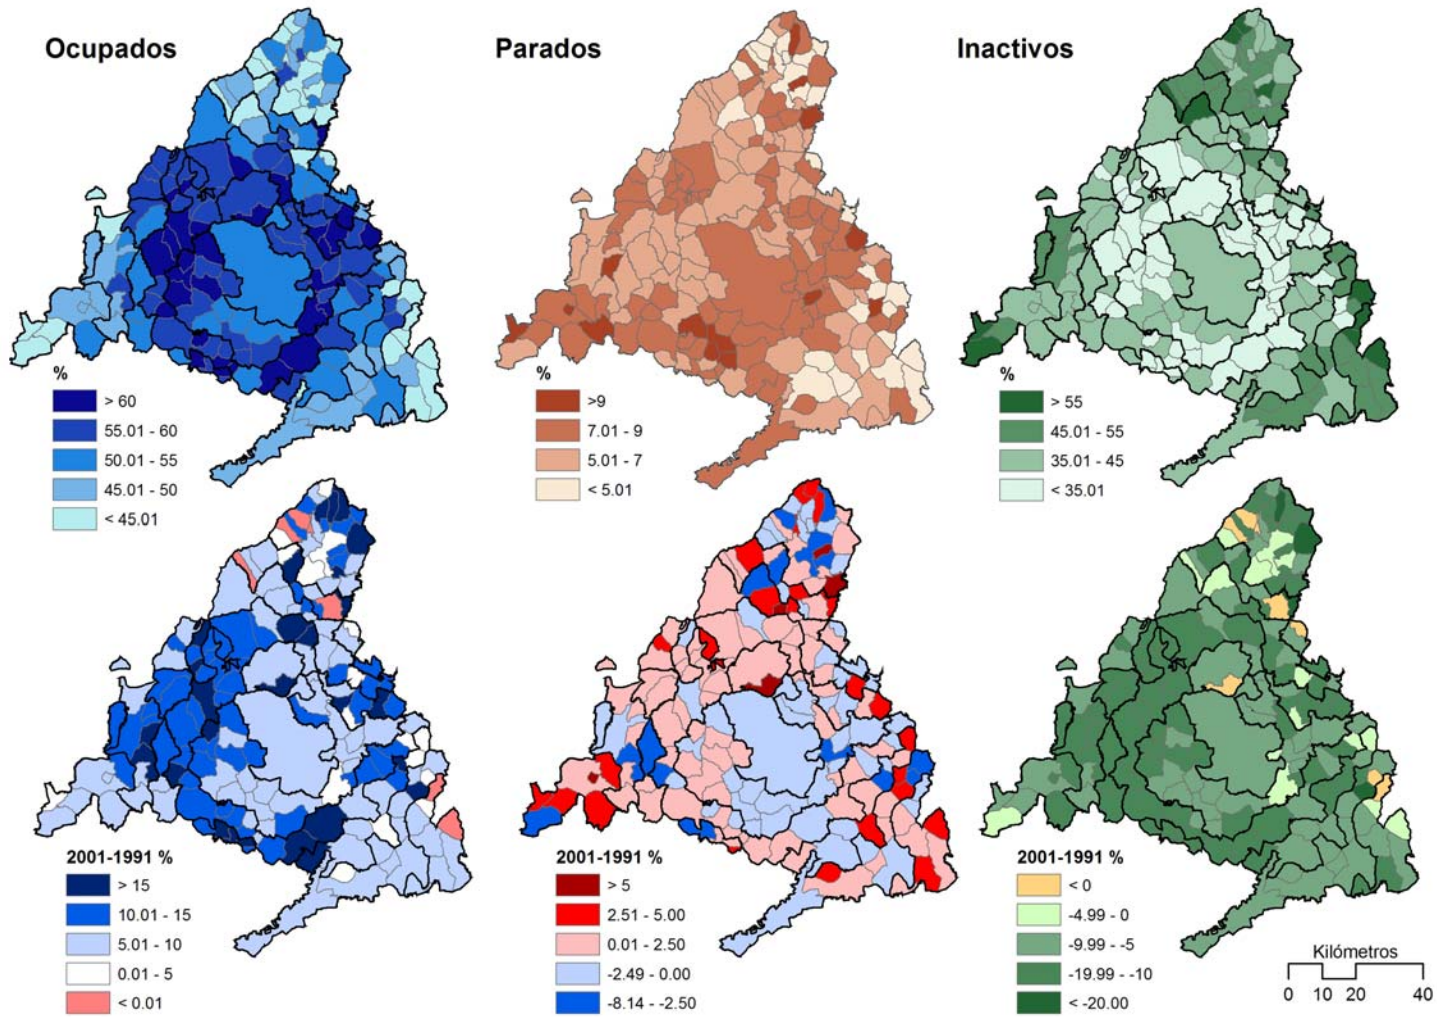 Ocupados
Parados
Inactivos
%
> 60
55.01 - 60
50.01 - 55
45.01 - 50
< 45.01
%
>9
7.01 - 9
5.01 - 7
< 5.01
%
> 55
45.01 - 55
35.01 - 45
< 35.01
2001-1991 %
> 15
10.01 - 15
5.01 - 10
0.01 - 5
< 0.01
2001-1991 %
> 5
2.51 - 5.00
0.01 - 2.50
-2.49 - 0.00
-8.14 - -2.50
2001-1991 %
< 0
-4.99 - 0
-9.99 - -5
-19.99 - -10
< -20.00
Kilómetros
0 10 20 40